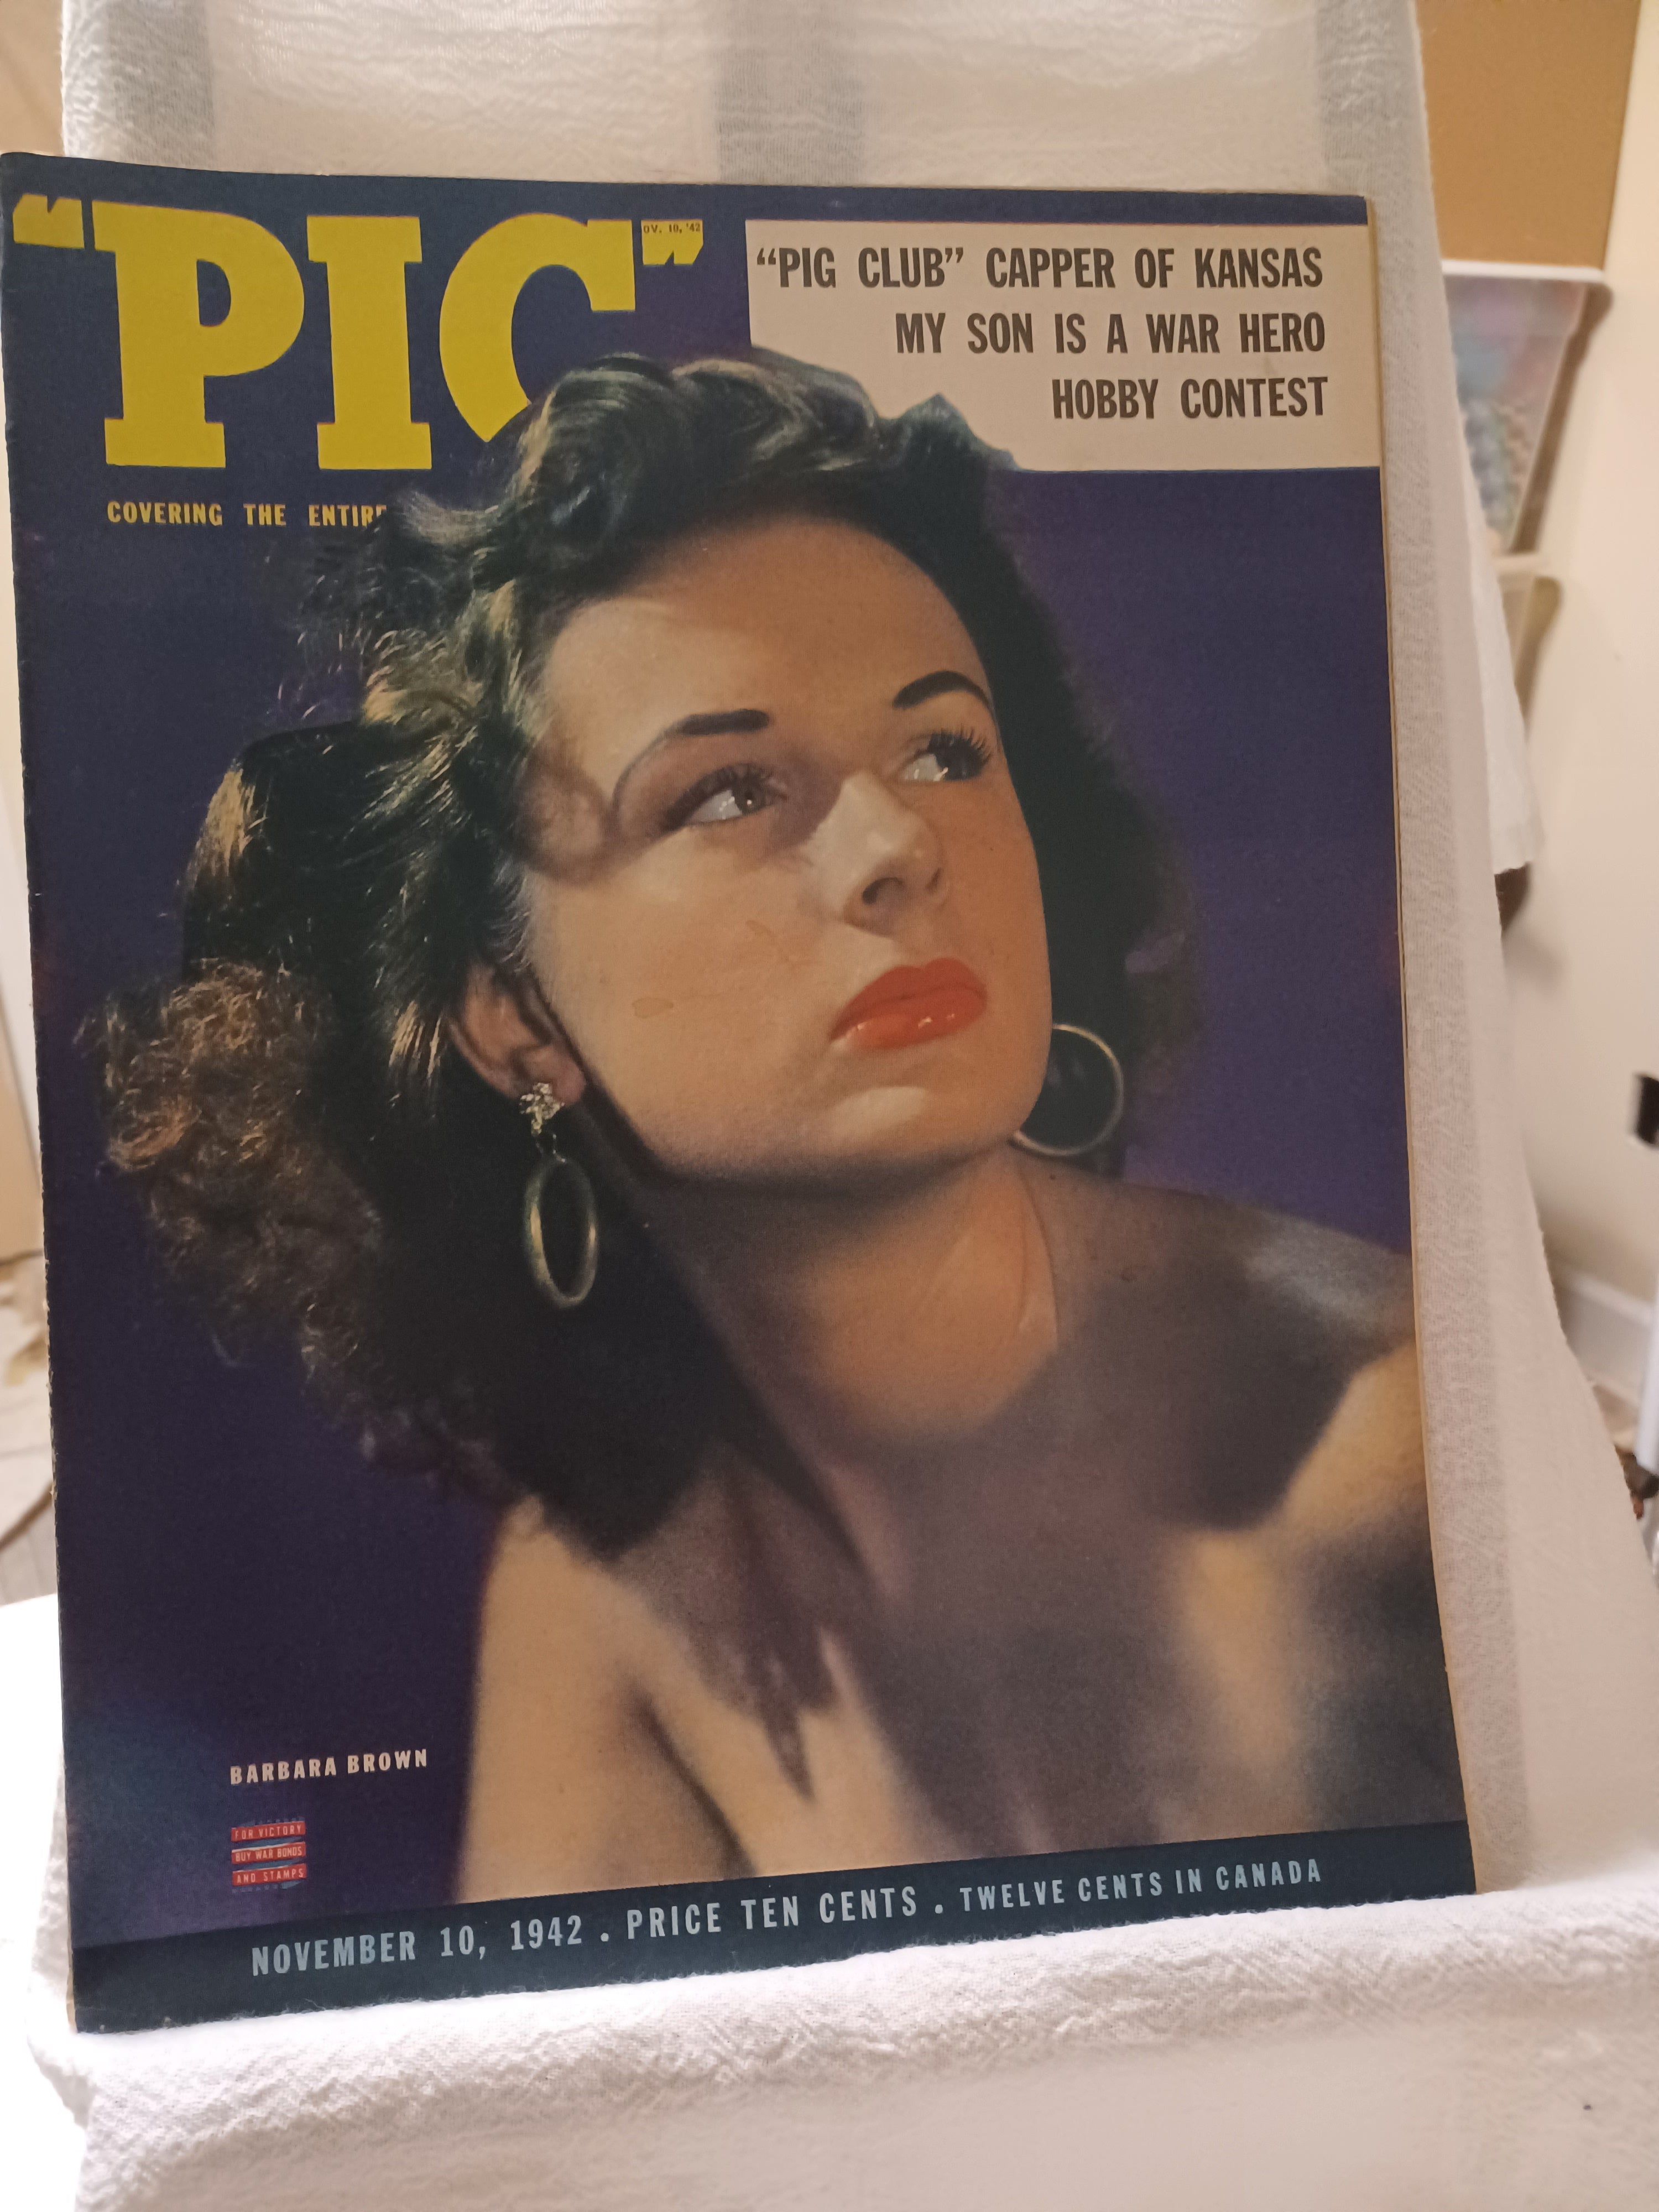 "PIC"
OV. 10, '42
"PIG CLUB" CAPPER OF KANSAS
MY SON IS A WAR HERO
HOBBY CONTEST
COVERING THE ENTIRE
BARBARA BROWN
FOR VICTORY
BUY WAR BONDS
AND STAMPS
NOVEMBER 10, 1942 . PRICE TEN CENTS . TWELVE CENTS IN CANADA